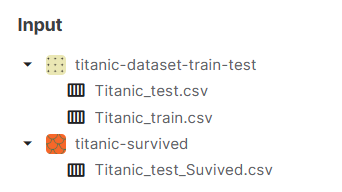 Input
titanic-dataset-train-test
Titanic_test.csv
Titanic_train.csv
titanic-survived
Titanic_test_Suvived.csv